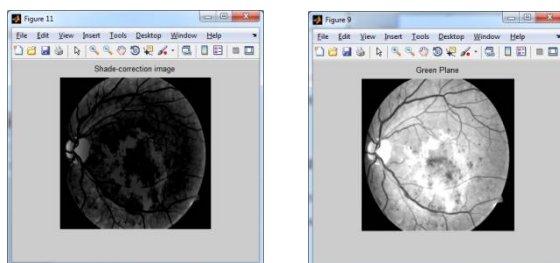 Figure 11
File Edit View Insert Tools Desktop Window Help
Shade-correction image
Figure 9
File Edit View Insert Tools Desktop Window Help
Green Plane